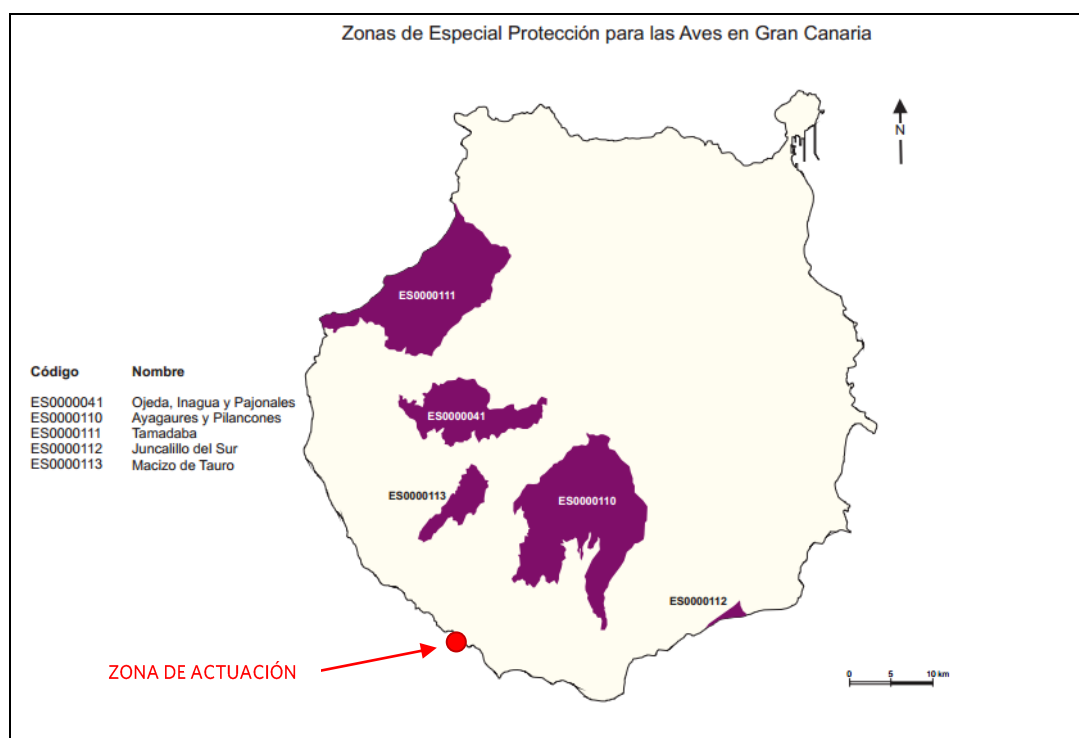 Zonas de Especial Protección para las Aves en Gran Canaria
N
ES0000111
Código Nombre
ES0000041 Ojeda, Inagua y Pajonales
ES0000110 Ayagaures y Pilancones
ES0000111 Tamadaba
ES0000112 Juncalillo del Sur
ES0000113 Macizo de Tauro
ES0000041
ES0000113
ES0000110
ES0000112
ZONA DE ACTUACIÓN
0 5 10 km